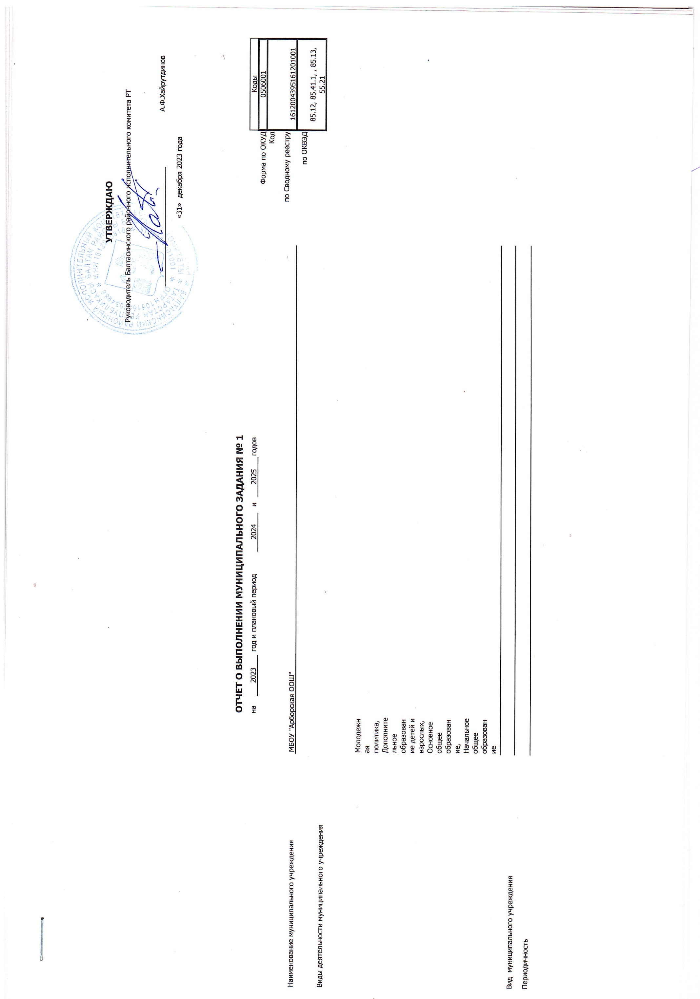 УТВЕРЖДАЮ
Руководитель Балтасинского районного исполнительного комитета РТ
А.Ф.Хайрутдинов
«31» декабря 2023 года
ОТЧЕТ О ВЫПОЛНЕНИИ МУНИЦИПАЛЬНОГО ЗАДАНИЯ № 1
на 2023 год и плановый период 2024 и 2025 годов
Коды
Форма по ОКУД 0506001
Код
по Сводному реестру 161200439516120100​1
по ОКВЭД 85.12, 85.41.1, , 85.13,
55.21
Наименование муниципального учреждения МБОУ "Арборская ООШ"
Виды деятельности муниципального учреждения
Молодежн
ая
политика,
Дополните
льное
образован
ие детей и
взрослых,
Основное
общее
образован
ие,
Начальное
общее
образован
ие
Вид муниципального учреждения
Периодичность